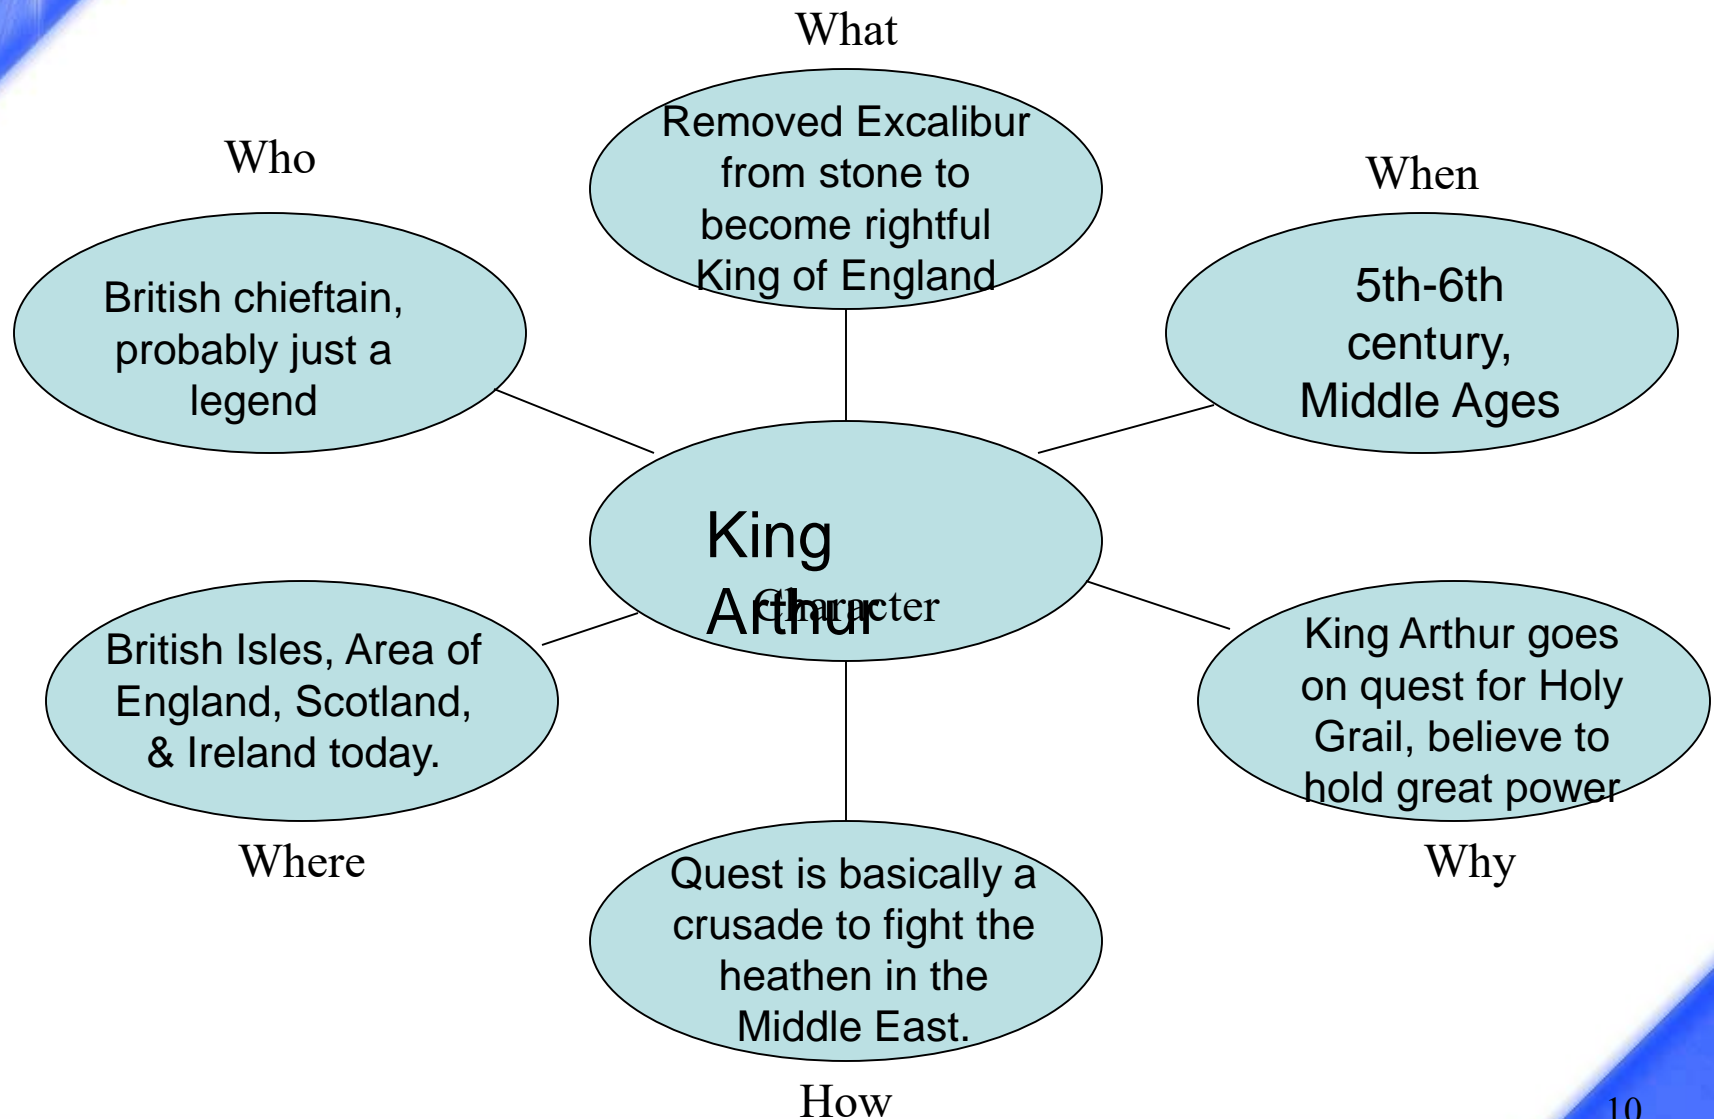 What
Removed Excalibur
from stone to
become rightful
King of England
Who
British chieftain,
probably just a
legend
When
5th-6th
century,
Middle Ages
King
Arthur
Character
British Isles, Area of
England, Scotland,
& Ireland today.
Where
King Arthur goes
on quest for Holy
Grail, believe to
hold great power
Why
Quest is basically a
crusade to fight the
heathen in the
Middle East.
How
10